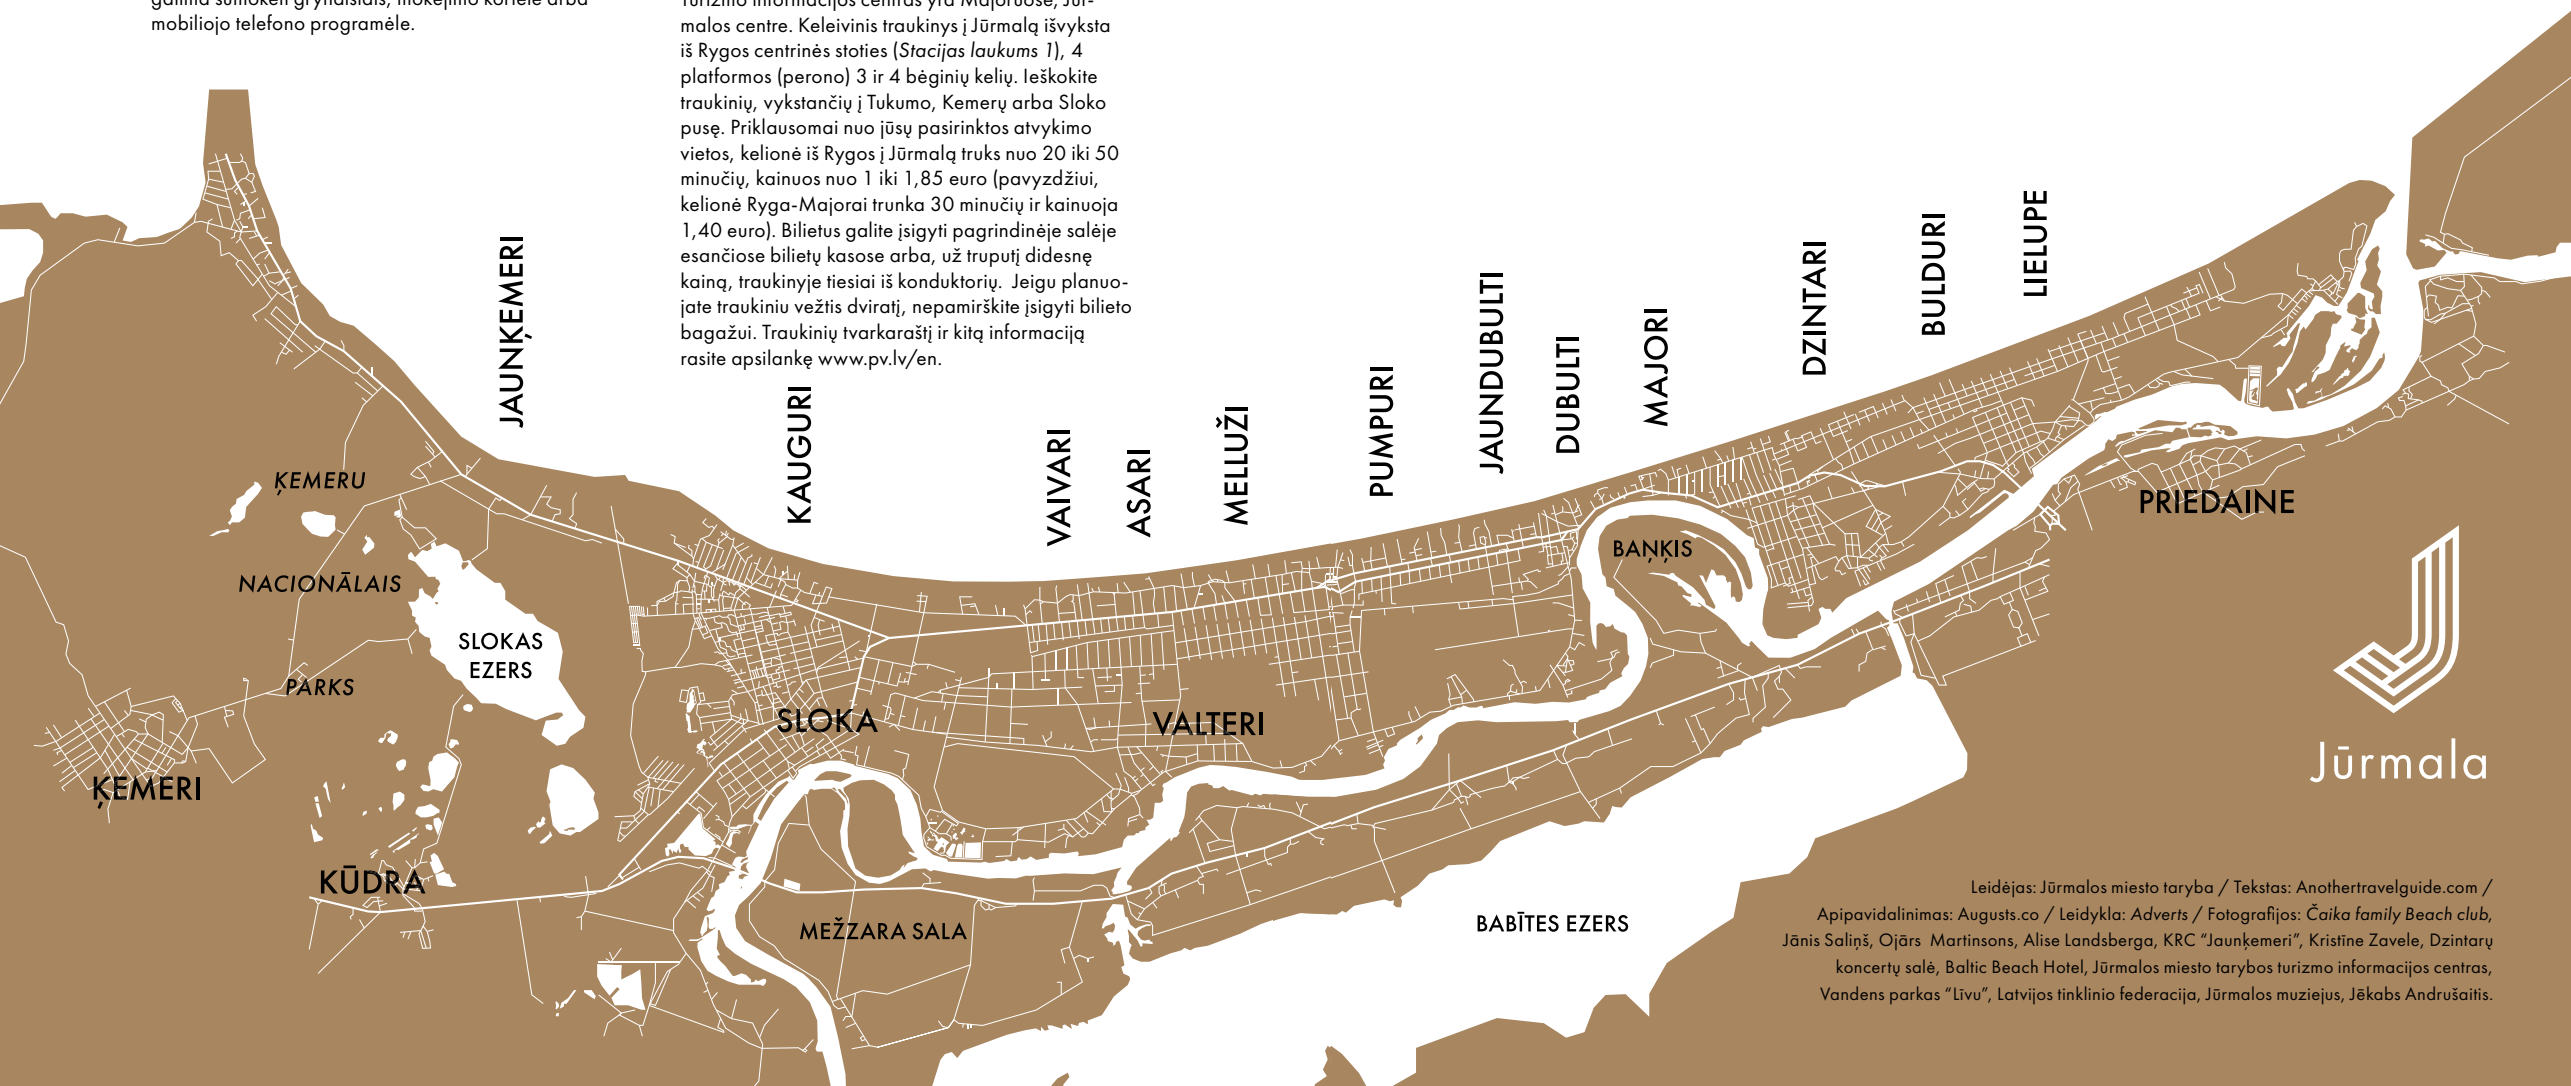 mobiliojo telefono programėle.
malos centre. Keleivinis traukinys į Jūrmalą išvyksta
iš Rygos centrinės stoties (Stacijas laukums 1), 4
platformos (perono) 3 ir 4 bėginių kelių. Ieškokite
traukinių, vykstančių į Tukumo, Kemerų arba Sloko
pusę. Priklausomai nuo jūsų pasirinktos atvykimo
vietos, kelionė iš Rygos į Jūrmalą truks nuo 20 iki 50
minučių, kainuos nuo 1 iki 1,85 euro (pavyzdžiui,
kelionė Ryga-Majorai trunka 30 minučių ir kainuoja
1,40 euro). Bilietus galite įsigyti pagrindinėje salėje
esančiose bilietų kasose arba, už truputį didesnę
kainą, traukinyje tiesiai iš konduktorių. Jeigu planuo-
jate traukiniu vežtis dviratį, nepamirškite įsigyti bilieto
bagažui. Traukinių tvarkaraštį ir kitą informaciją
rasite apsilankę www.pv.lv/en.
JAUNĶEMERI
KAUGURI
VAIVARI
ASARI
MELLUŽI
PUMPURI
JAUNDUBULTI
DUBULTI
MAJORI
DZINTARI
BULDURI
LIELUPE
ĶEMERU
NACIONĀLAIS
PARKS
SLOKAS
EZERS
BAŅĶIS
PRIEDAINE
SLOKA
VALTERI
ĶEMERI
KŪDRA
MEŽZARA SALA
BABĪTES EZERS
Jūrmala
Leidėjas: Jūrmalos miesto taryba / Tekstas: Anothertravelguide.com /
Apipavidalinimas: Augusts.co / Leidykla: Adverts / Fotografijos: Čaika family Beach club,
Jānis Saliņš, Ojārs Martinsons, Alise Landsberga, KRC “Jaunķemeri”, Kristīne Zavele, Dzintarų
koncertų salė, Baltic Beach Hotel, Jūrmalos miesto tarybos turizmo informacijos centras,
Vandens parkas “Līvu”, Latvijos tinklinio federacija, Jūrmalos muziejus, Jēkabs Andrušaitis.